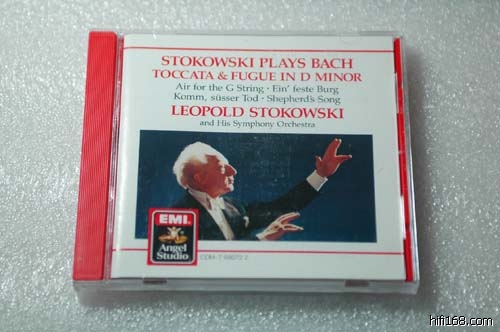 STOKOWSKI PLAYS BACH
TOCCATA & FUGUE IN D MINOR
Air for the G String · Ein' feste Burg
Komm, süsser Tod · Shepherd's Song
LEOPOLD STOKOWSKI
and His Symphony Orchestra
EMI
Angel
Studio
hifi168.com